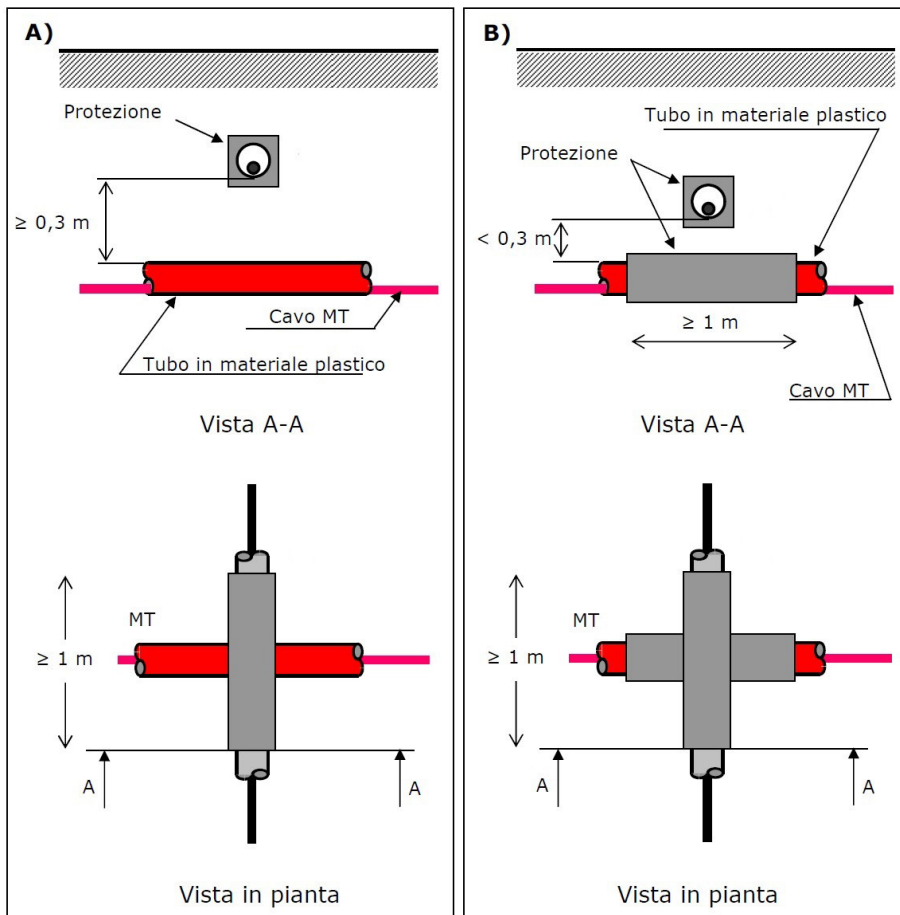 A)
Protezione
≥ 0,3 m
Cavo MT
Tubo in materiale plastico
Vista A-A
MT
≥ 1 m
A
A
Vista in pianta
B)
Tubo in materiale plastico
Protezione
< 0,3 m
≥ 1 m
Cavo MT
Vista A-A
MT
≥ 1 m
A
A
Vista in pianta